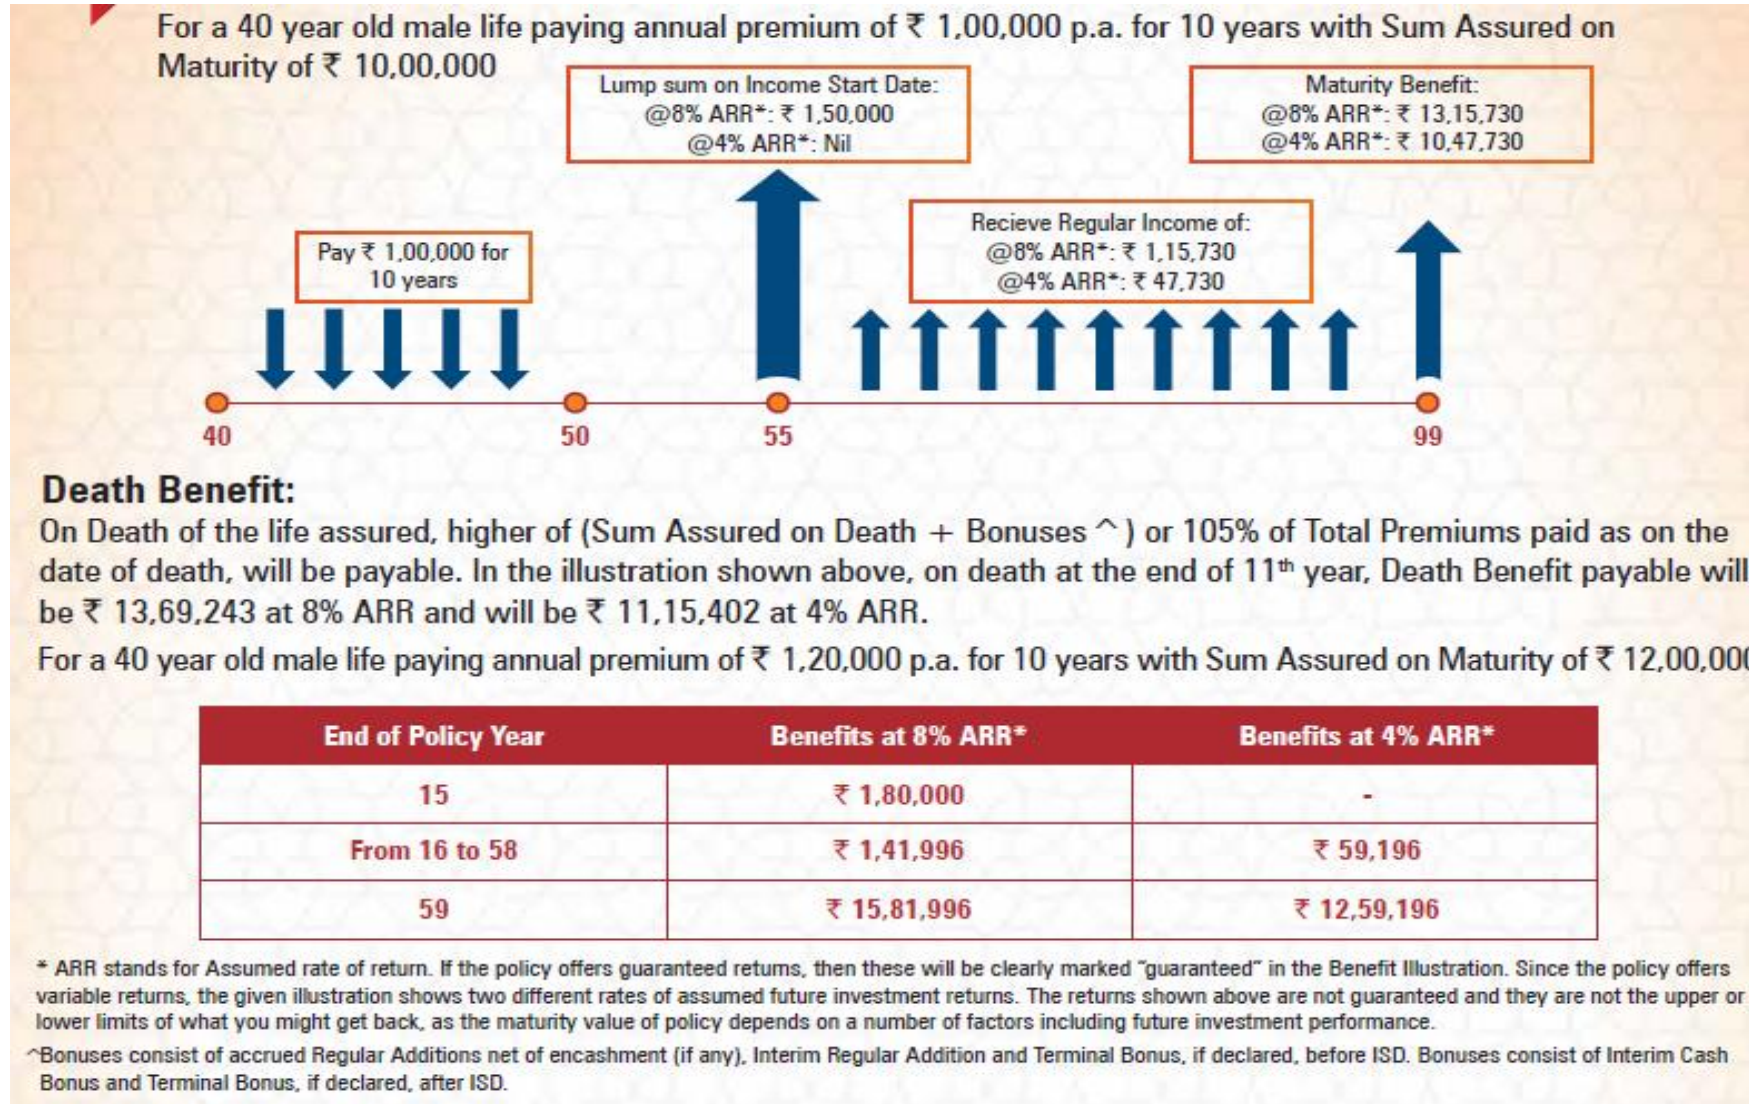 For a 40 year old male life paying annual premium of ₹ 1,00,000 p.a. for 10 years with Sum Assured on
Maturity of ₹ 10,00,000
Lump sum on Income Start Date:
@8% ARR*: ₹ 1,50,000
@4% ARR*: Nil
Maturity Benefit:
@8% ARR*: ₹ 13,15,730
@4% ARR*: ₹ 10,47,730
Pay ₹ 1,00,000 for
10 years
Recieve Regular Income of:
@8% ARR*: ₹ 1,15,730
@4% ARR*: ₹ 47,730
40 50 55 99
Death Benefit:
On Death of the life assured, higher of (Sum Assured on Death + Bonuses ^ ) or 105% of Total Premiums paid as on the
date of death, will be payable. In the illustration shown above, on death at the end of 11th year, Death Benefit payable will
be ₹ 13,69,243 at 8% ARR and will be ₹ 11,15,402 at 4% ARR.
For a 40 year old male life paying annual premium of ₹ 1,20,000 p.a. for 10 years with Sum Assured on Maturity of ₹ 12,00,000
End of Policy Year Benefits at 8% ARR* Benefits at 4% ARR*
15 ₹ 1,80,000 -
From 16 to 58 ₹ 1,41,996 ₹ 59,196
59 ₹ 15,81,996 ₹ 12,59,196
* ARR stands for Assumed rate of return. If the policy offers guaranteed returns, then these will be clearly marked "guaranteed" in the Benefit Illustration. Since the policy offers
variable returns, the given illustration shows two different rates of assumed future investment returns. The returns shown above are not guaranteed and they are not the upper or
lower limits of what you might get back, as the maturity value of policy depends on a number of factors including future investment performance.
^Bonuses consist of accrued Regular Additions net of encashment (if any), Interim Regular Addition and Terminal Bonus, if declared, before ISD. Bonuses consist of Interim Cash
Bonus and Terminal Bonus, if declared, after ISD.